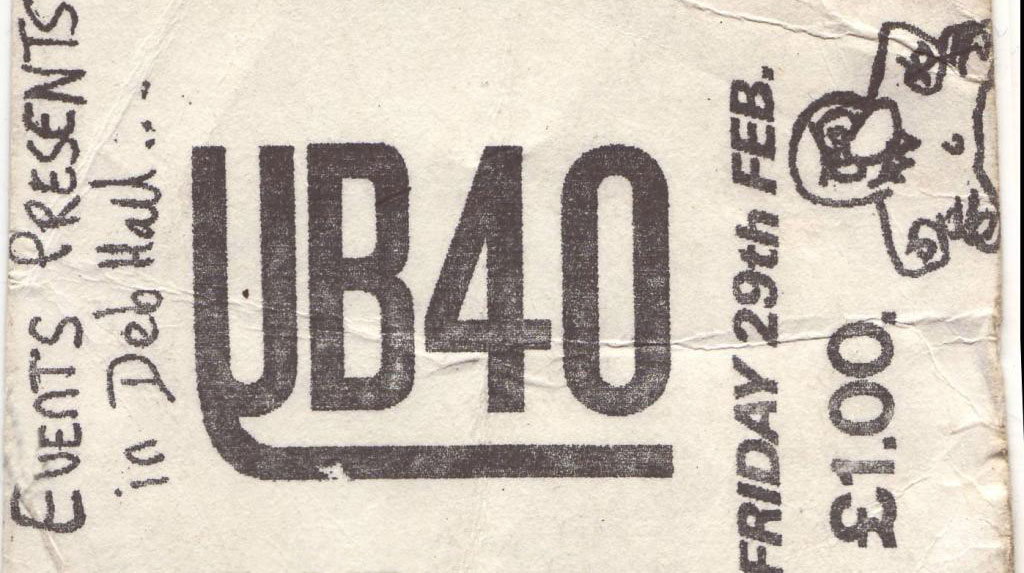 EVENTS PRESENTS
in Deb Hall...
UB40
FRIDAY 29th FEB.
£1.00.